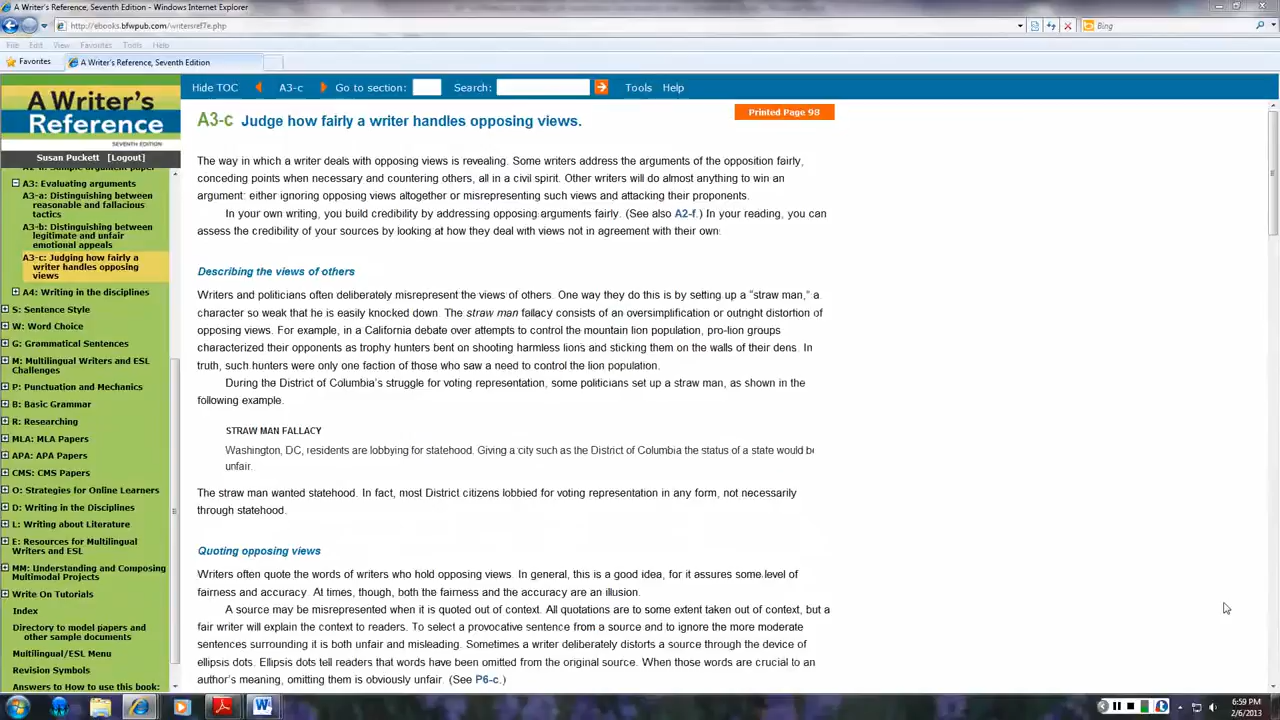 A Writer's Reference, Seventh Edition - Windows Internet Explorer
http://ebooks.bfwpub.com/writersref7e.php
Bing
File Edit View Favorites Tools Help
Favorites
A Writer's Reference, Seventh Edition
A Writer's
Reference
SEVENTH EDITION
Susan Puckett [Logout]
Hide TOC
A3-c
Go to section:
Search:
Tools
Help
A3: Evaluating arguments
A3-a: Distinguishing between
reasonable and fallacious
tactics
A3-b: Distinguishing between
legitimate and unfair
emotional appeals
A3-c: Judging how fairly a
writer handles opposing
views
A4: Writing in the disciplines
S: Sentence Style
W: Word Choice
G: Grammatical Sentences
M: Multilingual Writers and ESL
Challenges
P: Punctuation and Mechanics
B: Basic Grammar
R: Researching
MLA: MLA Papers
APA: APA Papers
CMS: CMS Papers
O: Strategies for Online Learners
D: Writing in the Disciplines
L: Writing about Literature
E: Resources for Multilingual
Writers and ESL
MM: Understanding and Composing
Multimodal Projects
Write On Tutorials
Index
Directory to model papers and
other sample documents
Multilingual/ESL Menu
Revision Symbols
Answers to How to use this book:
Printed Page 98
A3-c Judge how fairly a writer handles opposing views.
The way in which a writer deals with opposing views is revealing. Some writers address the arguments of the opposition fairly,
conceding points when necessary and countering others, all in a civil spirit. Other writers will do almost anything to win an
argument: either ignoring opposing views altogether or misrepresenting such views and attacking their proponents.
In your own writing, you build credibility by addressing opposing arguments fairly. (See also A2-f.) In your reading, you can
assess the credibility of your sources by looking at how they deal with views not in agreement with their own.
Describing the views of others
Writers and politicians often deliberately misrepresent the views of others. One way they do this is by setting up a "straw man," a
character so weak that he is easily knocked down. The straw man fallacy consists of an oversimplification or outright distortion of
opposing views. For example, in a California debate over attempts to control the mountain lion population, pro-lion groups
characterized their opponents as trophy hunters bent on shooting harmless lions and sticking them on the walls of their dens. In
truth, such hunters were only one faction of those who saw a need to control the lion population.
During the District of Columbia's struggle for voting representation, some politicians set up a straw man, as shown in the
following example.
STRAW MAN FALLACY
Washington, DC, residents are lobbying for statehood. Giving a city such as the District of Columbia the status of a state would be
unfair.
The straw man wanted statehood. In fact, most District citizens lobbied for voting representation in any form, not necessarily
through statehood.
Quoting opposing views
Writers often quote the words of writers who hold opposing views. In general, this is a good idea, for it assures some level of
fairness and accuracy. At times, though, both the fairness and the accuracy are an illusion.
A source may be misrepresented when it is quoted out of context. All quotations are to some extent taken out of context, but a
fair writer will explain the context to readers. To select a provocative sentence from a source and to ignore the more moderate
sentences surrounding it is both unfair and misleading. Sometimes a writer deliberately distorts a source through the device of
ellipsis dots. Ellipsis dots tell readers that words have been omitted from the original source. When those words are crucial to an
author's meaning, omitting them is obviously unfair. (See P6-c.)
6:59 PM
2/6/2013